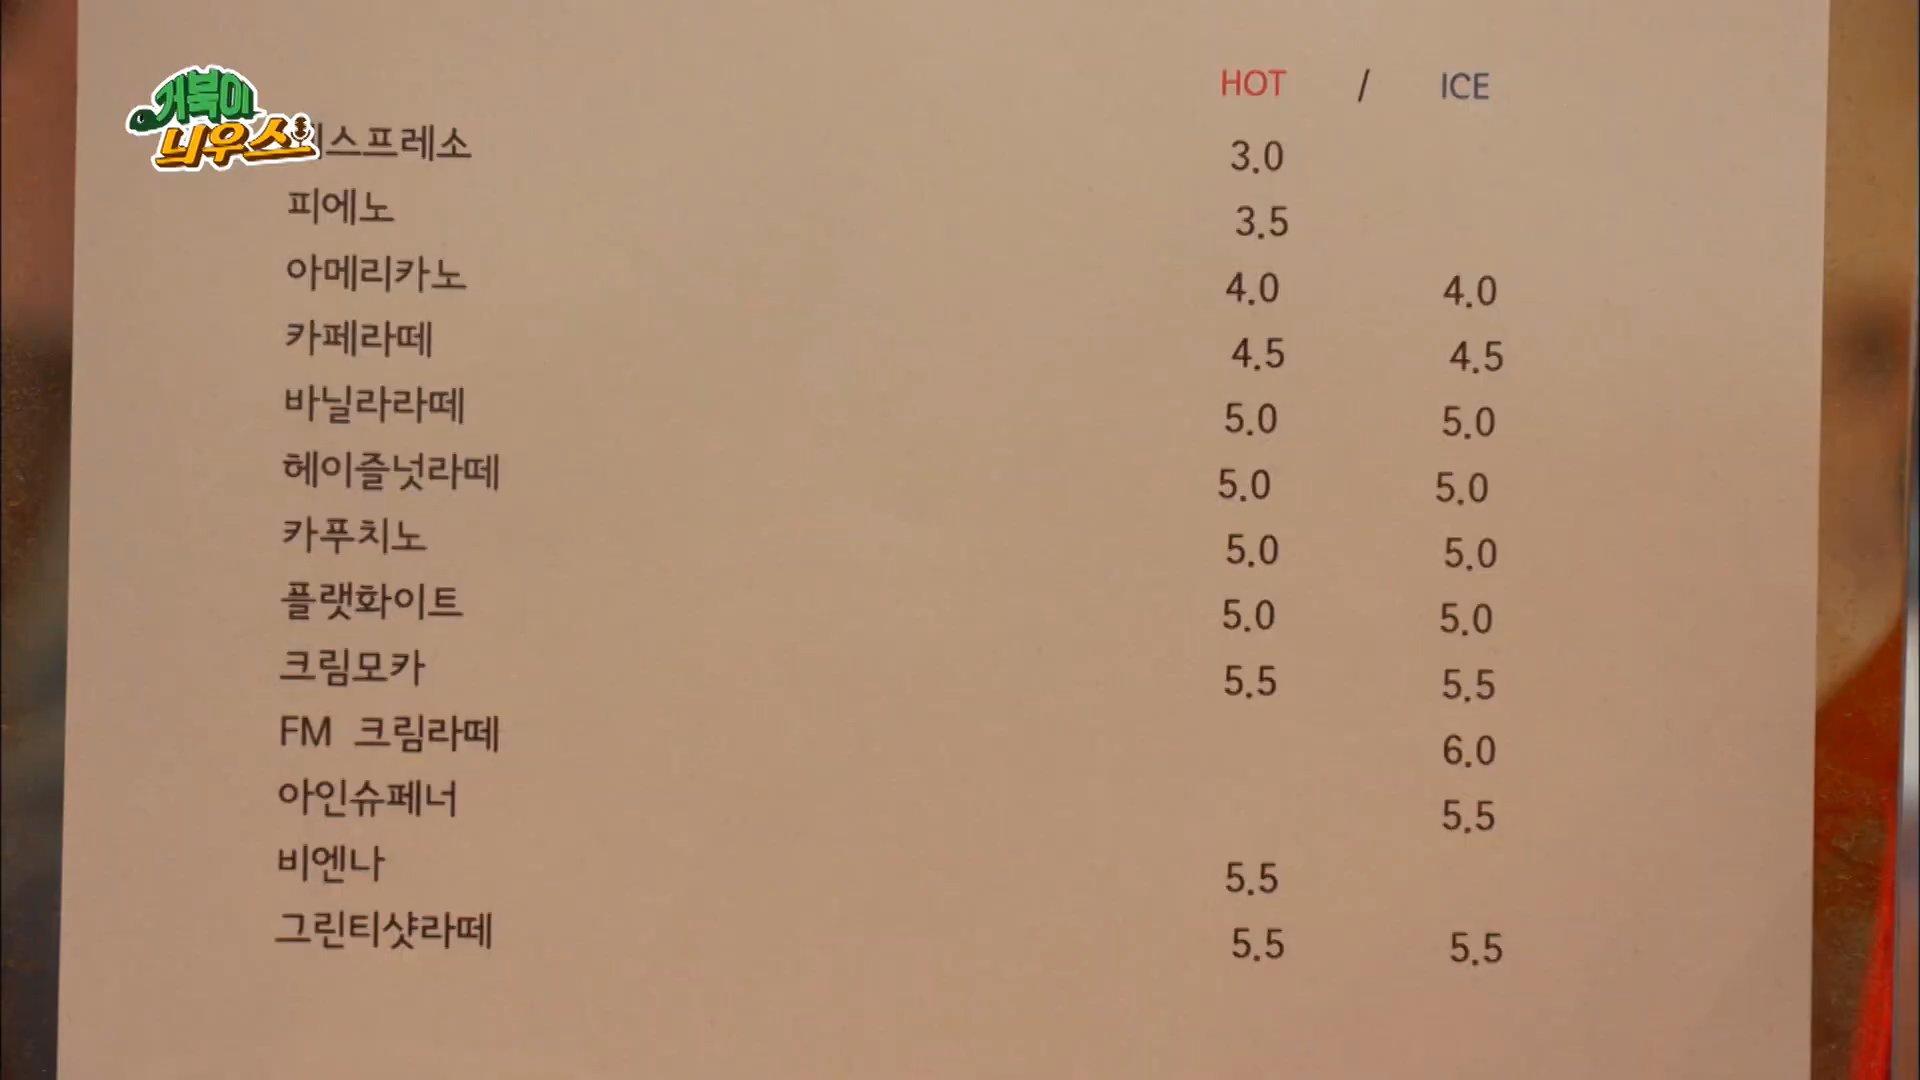 거북이
늬우스
HOT / ICE
스프레소 3.0
피에노 3.5
아메리카노 4.0 4.0
카페라떼 4.5 4.5
바닐라라떼 5.0 5.0
헤이즐넛라떼 5.0 5.0
카푸치노 5.0 5.0
플랫화이트 5.0 5.0
크림모카 5.5 5.5
FM 크림라떼 6.0
아인슈페너 5.5
비엔나 5.5
그린티샷라떼 5.5 5.5